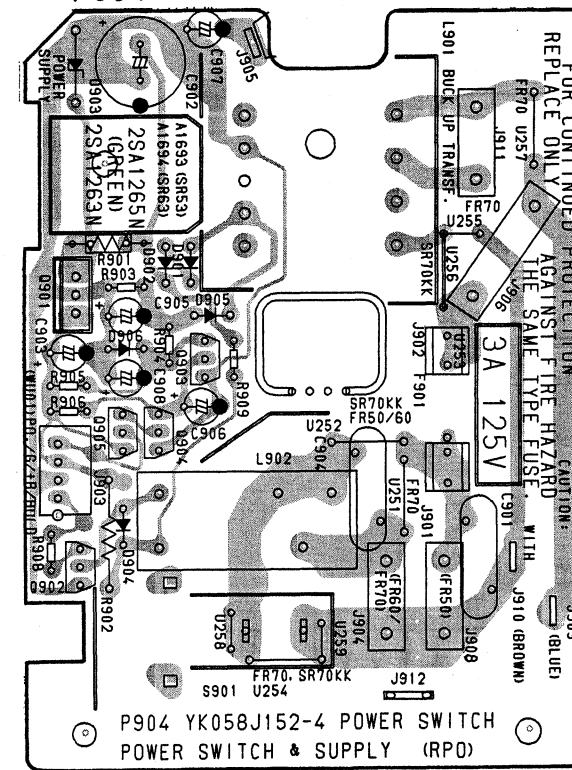 POWER
SUPPLY
D903
C902
C907
J905
L901 BUCK UP TRANSF.
FR70 U257
J911
FR70
REPLACE ONLY
FOR CONTINUED PROTECTION
AGAINST FIRE HAZARD
THE SAME TYPE FUSE.
WITH
CAUTION:
A1693 (SR53)
A1694 (SR63)
2SA1265N
(GREEN)
2SA1263N
R901
R903
D901
Q901
C905
D905
C903
D906
R904
Q903
R909
C908
R905
R906
C906
Q905
Q904
U255
U256
SR70KK
J906
J902
U253
F901
3A 125V
SR70KK
FR50/60
U252
C904
L902
U251
FR70
J901
C901
D904
R908
Q902
R902
(FR60/
FR70)
(FR50)
J904
J908
J910 (BROWN)
(BLUE)
U258
U259
FR70, SR70KK
S901 U254
J912
P904 YK058J152-4 POWER SWITCH
POWER SWITCH & SUPPLY (RPO)